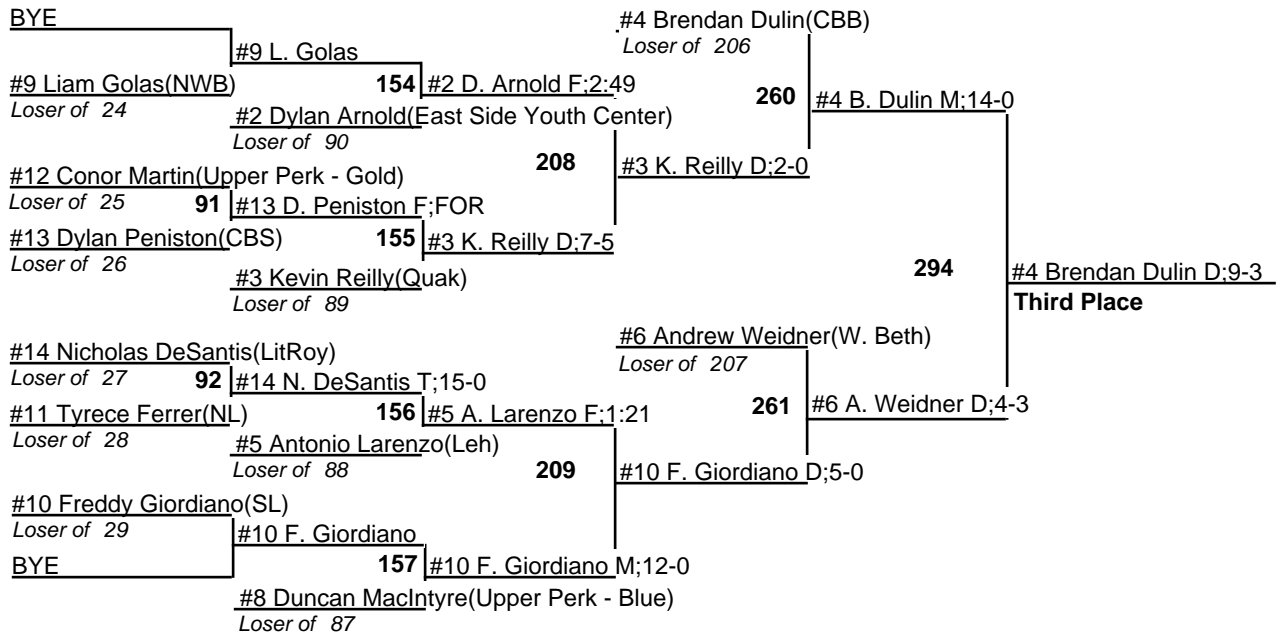 BYE
#4 Brendan Dulin(CBB)
Loser of 206
#9 L. Golas
#9 Liam Golas(NWB)
Loser of 24
154
#2 D. Arnold F;2:49
260
#4 B. Dulin M;14-0
#2 Dylan Arnold(East Side Youth Center)
Loser of 90
208
#3 K. Reilly D;2-0
#12 Conor Martin(Upper Perk - Gold)
Loser of 25
91
#13 D. Peniston F;FOR
#13 Dylan Peniston(CBS)
Loser of 26
155
#3 K. Reilly D;7-5
#3 Kevin Reilly(Quak)
Loser of 89
294
#4 Brendan Dulin D;9-3
Third Place
#14 Nicholas DeSantis(LitRoy)
Loser of 27
#6 Andrew Weidner(W. Beth)
Loser of 207
92
#14 N. DeSantis T;15-0
#11 Tyrece Ferrer(NL)
Loser of 28
156
#5 A. Larenzo F;1:21
261
#6 A. Weidner D;4-3
#5 Antonio Larenzo(Leh)
Loser of 88
209
#10 F. Giordiano D;5-0
#10 Freddy Giordiano(SL)
Loser of 29
#10 F. Giordiano
BYE
157
#10 F. Giordiano M;12-0
#8 Duncan MacIntyre(Upper Perk - Blue)
Loser of 87